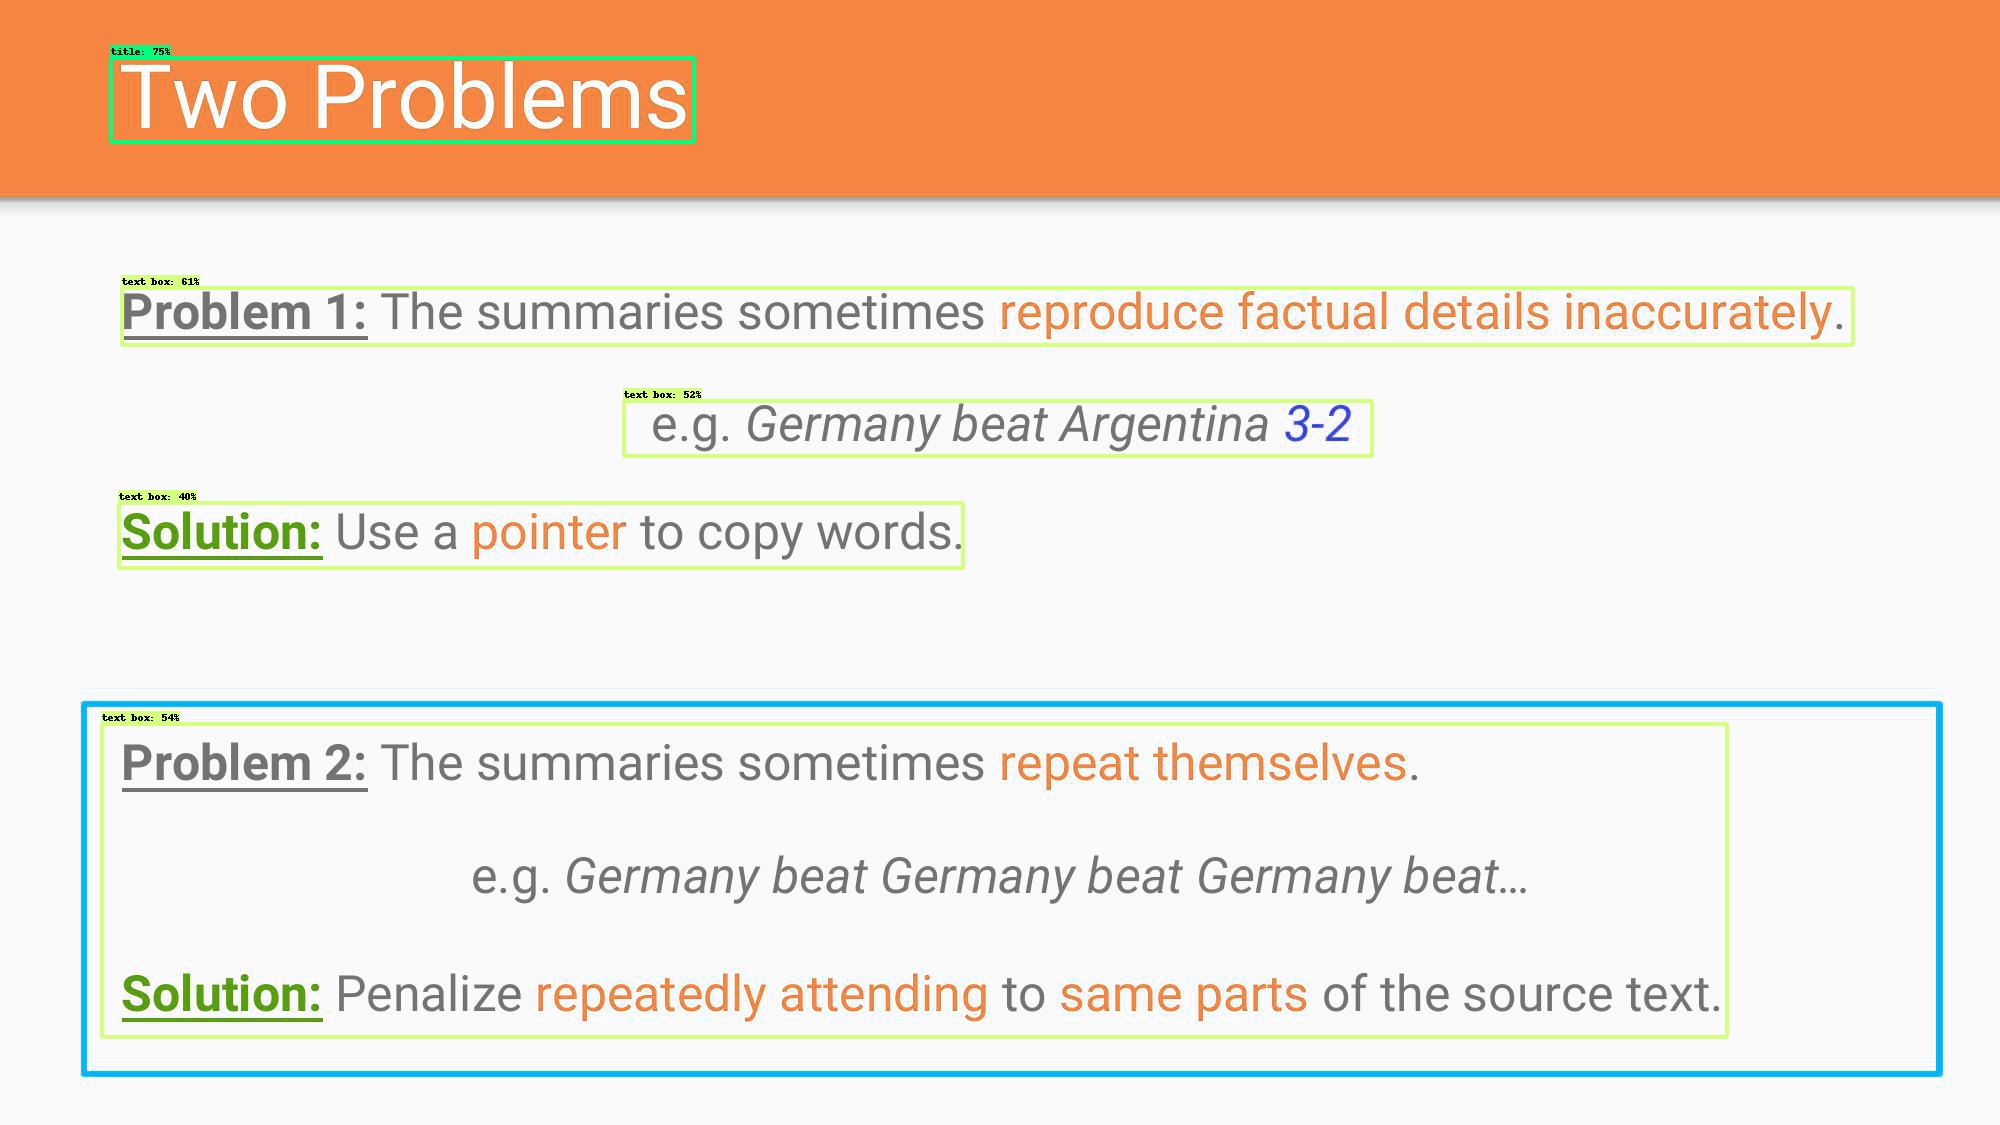 title: 75%
Two Problems
text box: 61%
Problem 1: The summaries sometimes reproduce factual details inaccurately.
text box: 52%
e.g. Germany beat Argentina 3-2
text box: 40%
Solution: Use a pointer to copy words.
text box: 54%
Problem 2: The summaries sometimes repeat themselves.
e.g. Germany beat Germany beat Germany beat…
Solution: Penalize repeatedly attending to same parts of the source text.